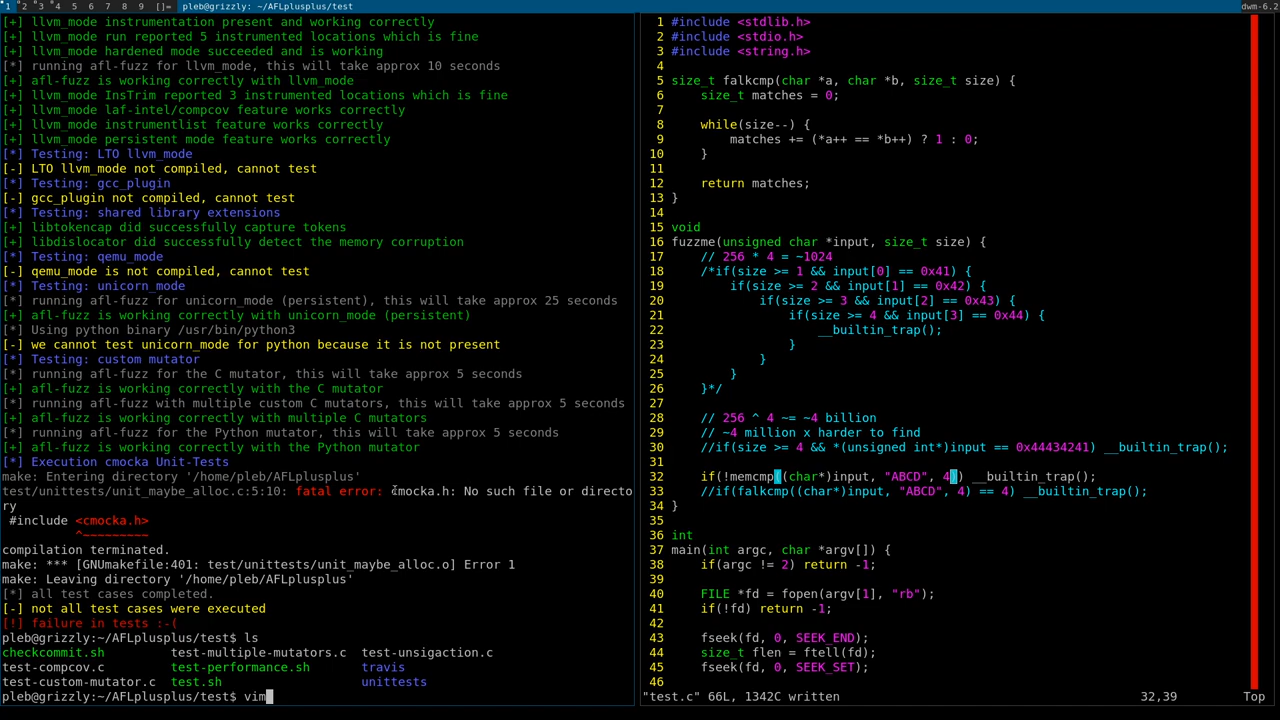 1 2 3 4 5 6 7 8 9 []= pleb@grizzly: ~/AFLplusplus/test dwm-6.2
[+] llvm_mode instrumentation present and working correctly
[+] llvm_mode run reported 5 instrumented locations which is fine
[+] llvm_mode hardened mode succeeded and is working
[*] running afl-fuzz for llvm_mode, this will take approx 10 seconds
[+] afl-fuzz is working correctly with llvm_mode
[+] llvm_mode InsTrim reported 3 instrumented locations which is fine
[+] llvm_mode laf-intel/compcov feature works correctly
[+] llvm_mode instrumentlist feature works correctly
[+] llvm_mode persistent mode feature works correctly
[*] Testing: LTO llvm_mode
[-] LTO llvm_mode not compiled, cannot test
[*] Testing: gcc_plugin
[-] gcc_plugin not compiled, cannot test
[*] Testing: shared library extensions
[+] libtokencap did successfully capture tokens
[+] libdislocator did successfully detect the memory corruption
[*] Testing: qemu_mode
[-] qemu_mode is not compiled, cannot test
[*] Testing: unicorn_mode
[*] running afl-fuzz for unicorn_mode (persistent), this will take approx 25 seconds
[+] afl-fuzz is working correctly with unicorn_mode (persistent)
[*] Using python binary /usr/bin/python3
[-] we cannot test unicorn_mode for python because it is not present
[*] Testing: custom mutator
[*] running afl-fuzz for the C mutator, this will take approx 5 seconds
[+] afl-fuzz is working correctly with the C mutator
[*] running afl-fuzz with multiple custom C mutators, this will take approx 5 seconds
[+] afl-fuzz is working correctly with multiple C mutators
[*] running afl-fuzz for the Python mutator, this will take approx 5 seconds
[+] afl-fuzz is working correctly with the Python mutator
[*] Execution cmocka Unit-Tests
make: Entering directory '/home/pleb/AFLplusplus'
test/unittests/unit_maybe_alloc.c:5:10: fatal error: cmocka.h: No such file or directo
ry
 #include <cmocka.h>
          ^~~~~~~~~~
compilation terminated.
make: *** [GNUmakefile:401: test/unittests/unit_maybe_alloc.o] Error 1
make: Leaving directory '/home/pleb/AFLplusplus'
[*] all test cases completed.
[-] not all test cases were executed
[!] failure in tests :-(
pleb@grizzly:~/AFLplusplus/test$ ls
checkcommit.sh test-multiple-mutators.c test-unsigaction.c
test-compcov.c test-performance.sh travis
test-custom-mutator.c test.sh unittests
pleb@grizzly:~/AFLplusplus/test$ vim
1 #include <stdlib.h>
2 #include <stdio.h>
3 #include <string.h>
4
5 size_t falkcmp(char *a, char *b, size_t size) {
6     size_t matches = 0;
7
8     while(size--) {
9         matches += (*a++ == *b++) ? 1 : 0;
10     }
11
12     return matches;
13 }
14
15 void
16 fuzzme(unsigned char *input, size_t size) {
17     // 256 * 4 = ~1024
18     /*if(size >= 1 && input[0] == 0x41) {
19         if(size >= 2 && input[1] == 0x42) {
20             if(size >= 3 && input[2] == 0x43) {
21                 if(size >= 4 && input[3] == 0x44) {
22                     __builtin_trap();
23                 }
24             }
25         }
26     }*/
27
28     // 256 ^ 4 ~= ~4 billion
29     // ~4 million x harder to find
30     //if(size >= 4 && *(unsigned int*)input == 0x44434241) __builtin_trap();
31
32     if(!memcmp((char*)input, "ABCD", 4)) __builtin_trap();
33     //if(falkcmp((char*)input, "ABCD", 4) == 4) __builtin_trap();
34 }
35
36 int
37 main(int argc, char *argv[]) {
38     if(argc != 2) return -1;
39
40     FILE *fd = fopen(argv[1], "rb");
41     if(!fd) return -1;
42
43     fseek(fd, 0, SEEK_END);
44     size_t flen = ftell(fd);
45     fseek(fd, 0, SEEK_SET);
46
"test.c" 66L, 1342C written 32,39 Top